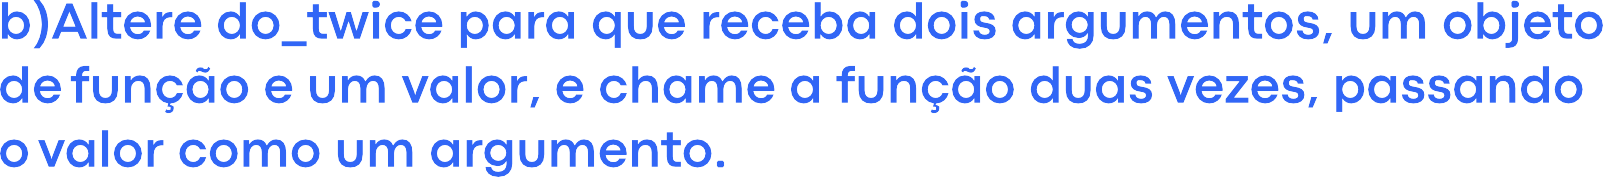 b)Altere do_twice para que receba dois argumentos, um objeto
de função e um valor, e chame a função duas vezes, passando
o valor como um argumento.